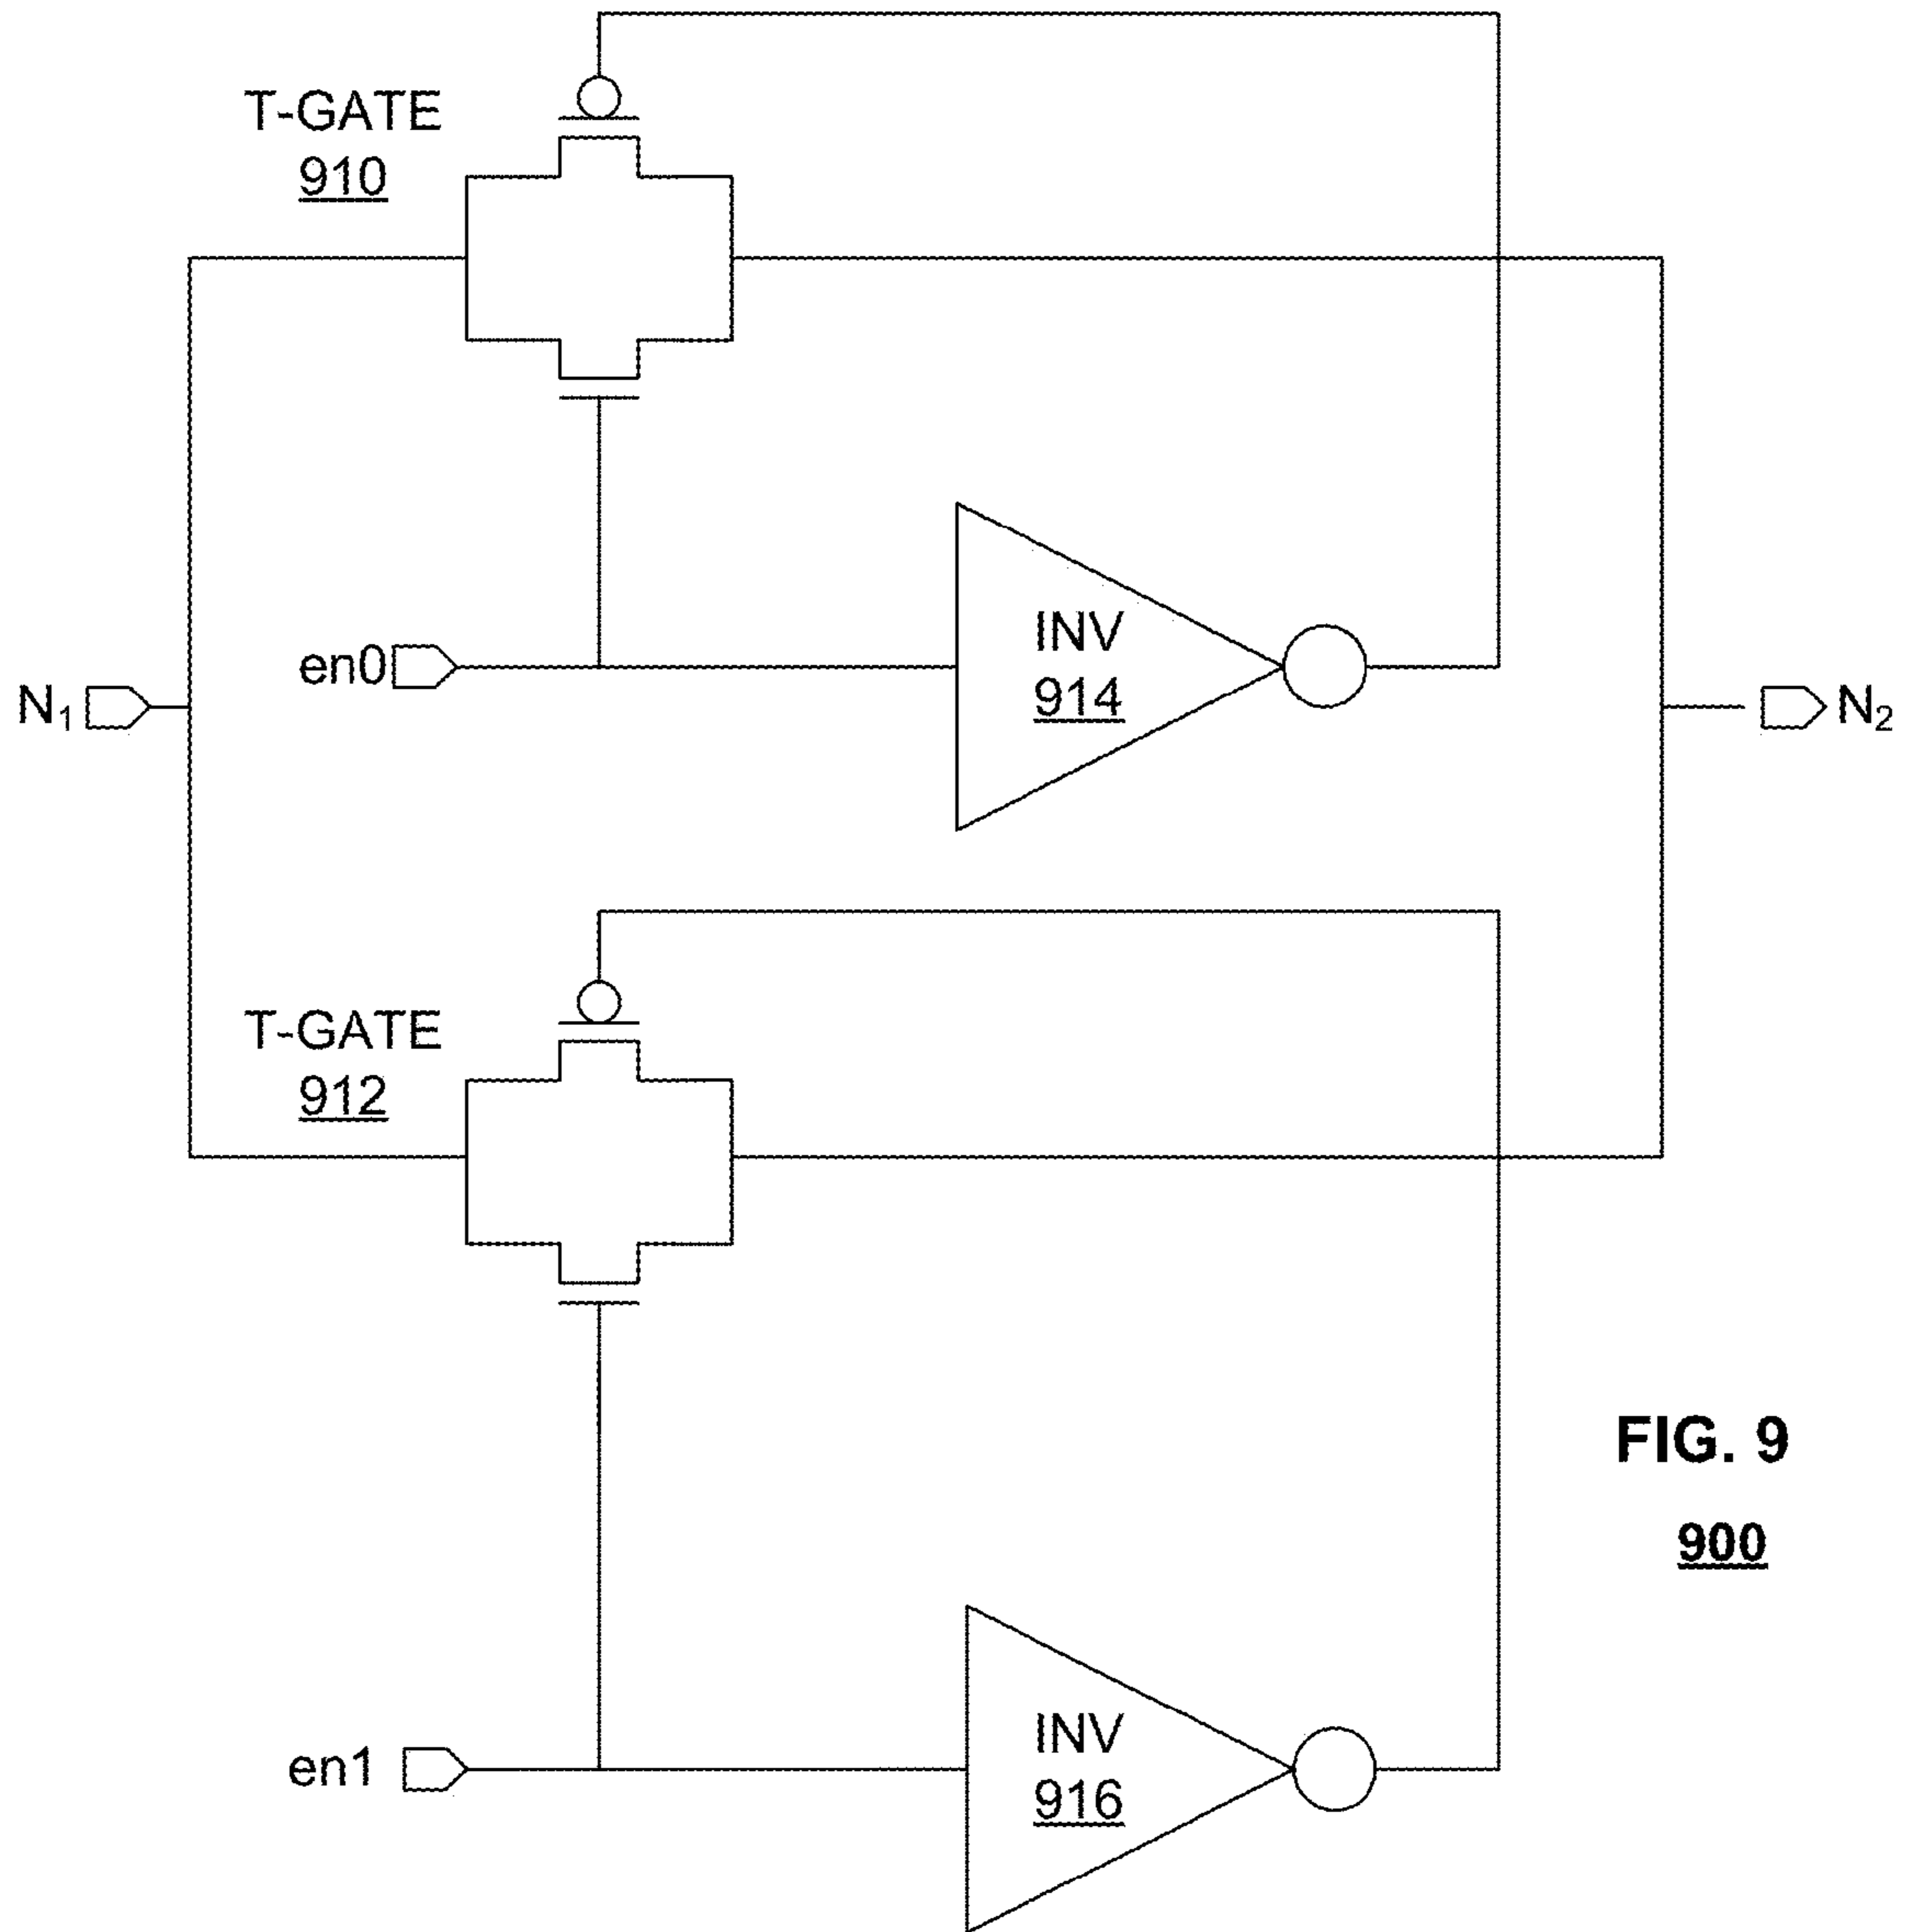 T-GATE
910
en0
INV
914
N₁
N₂
T-GATE
912
FIG. 9
900
en1
INV
916